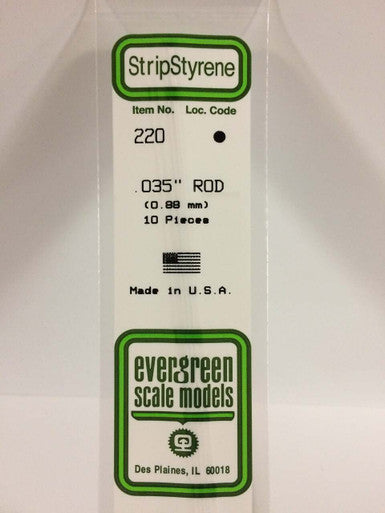 StripStyrene
Item No. Loc. Code
220 ●
.035" ROD
(0.88 mm)
10 Pieces
Made in U.S.A.
evergreen
scale models
Des Plaines, IL 60018